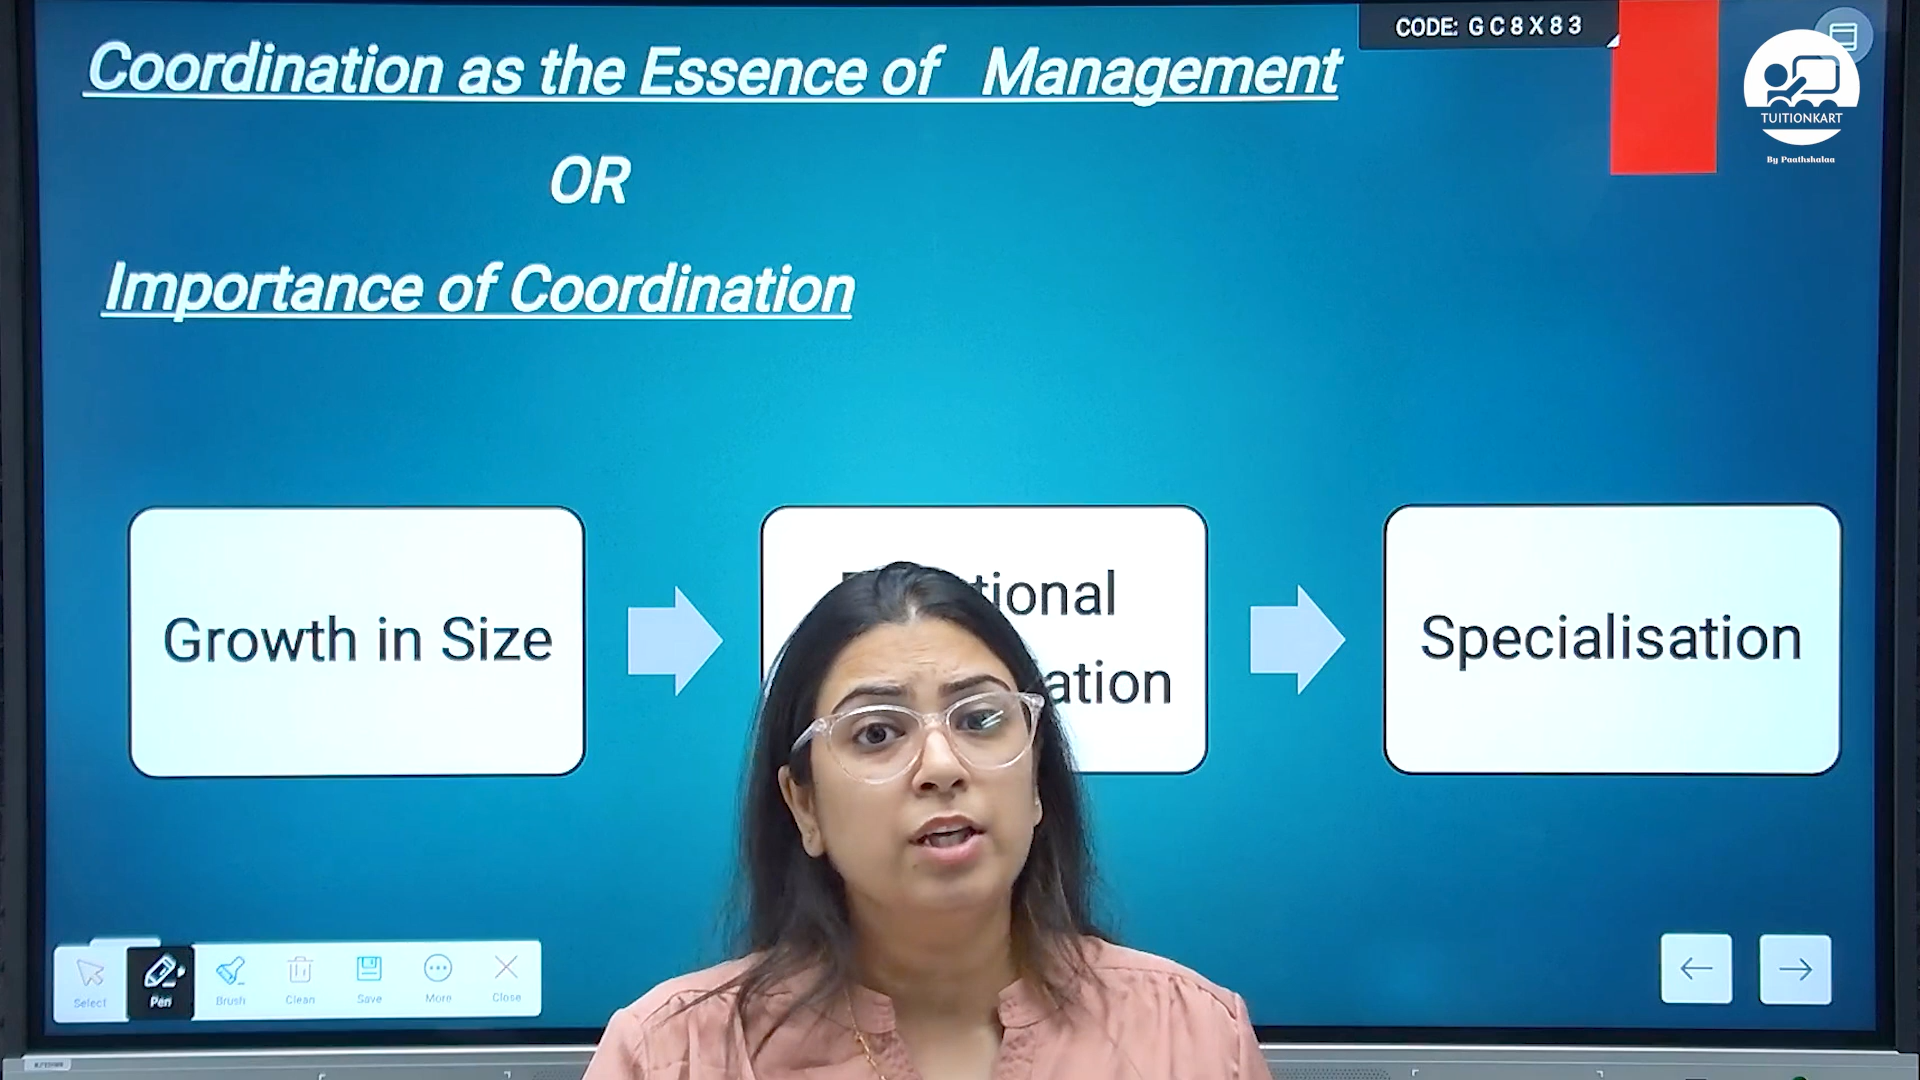 Coordination as the Essence of Management
CODE: GC8X83
TUITIONKART
By Paathshalaa
OR
Importance of Coordination
Growth in Size
tional
ation
Specialisation
Select
Pen
Brush
Clean
Save
More
Close